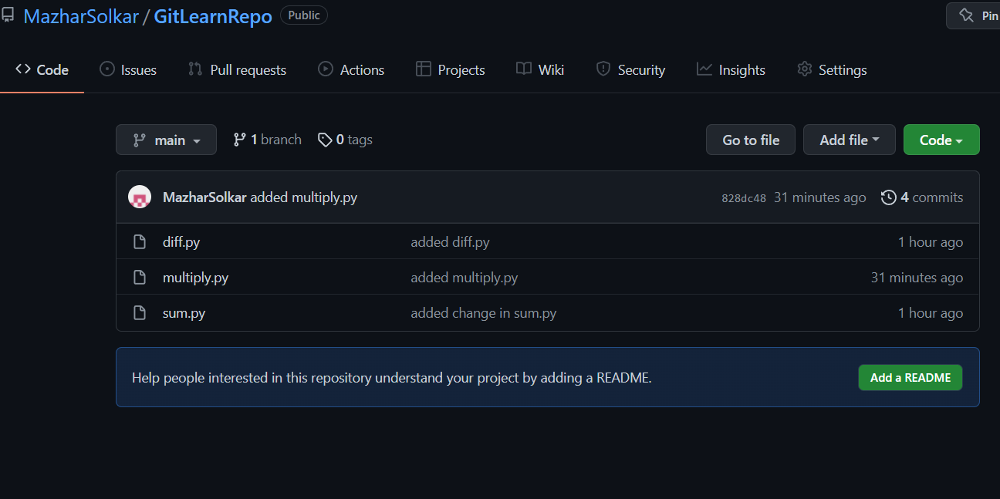 MazharSolkar / GitLearnRepo Public Pin
Code Issues Pull requests Actions Projects Wiki Security Insights Settings
main 1 branch 0 tags Go to file Add file Code
MazharSolkar added multiply.py 828dc48 31 minutes ago 4 commits
diff.py added diff.py 1 hour ago
multiply.py added multiply.py 31 minutes ago
sum.py added change in sum.py 1 hour ago
Help people interested in this repository understand your project by adding a README. Add a README